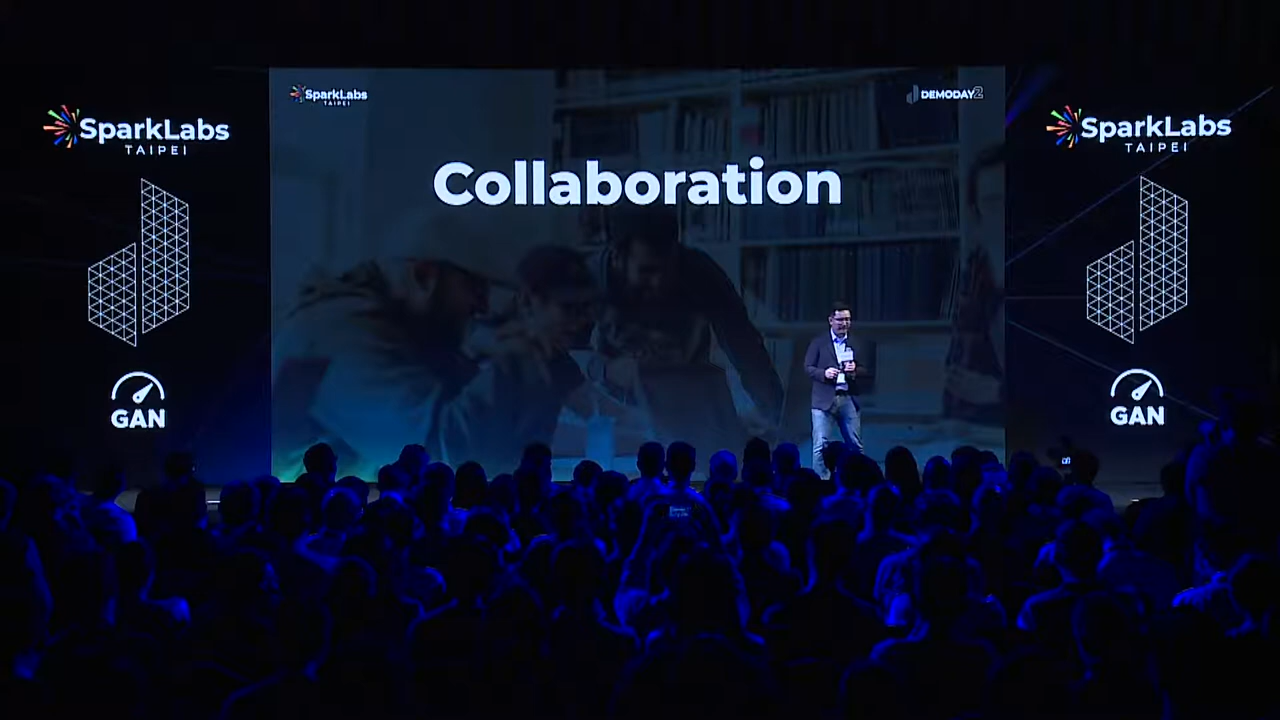 SparkLabs
TAIPEI
GAN
SparkLabs
TAIPEI
DEMODAY2
Collaboration
SparkLabs
TAIPEI
GAN